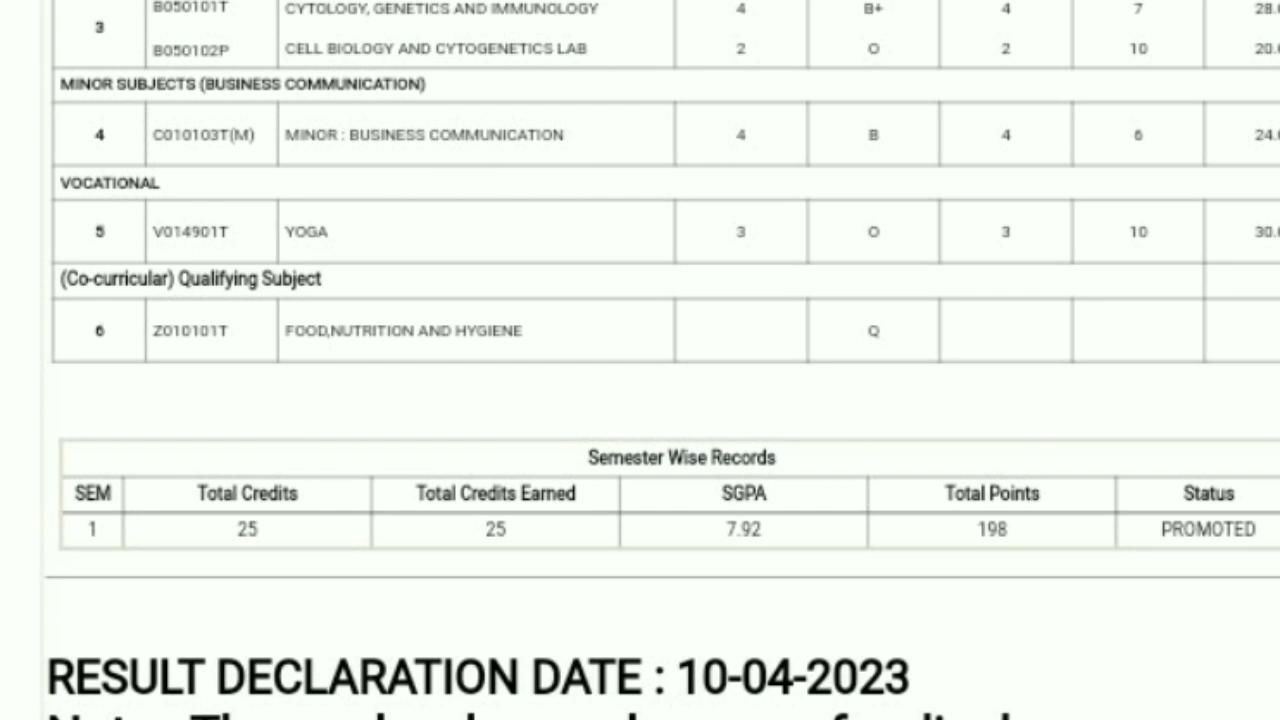 B050101T CYTOLOGY, GENETICS AND IMMUNOLOGY 4 B+ 4 7
3
B050102P CELL BIOLOGY AND CYTOGENETICS LAB 2 O 2 10 20.
MINOR SUBJECTS (BUSINESS COMMUNICATION)
4 C010103T(M) MINOR : BUSINESS COMMUNICATION 4 B 4 6 24.
VOCATIONAL
5 V014901T YOGA 3 O 3 10 30.
(Co-curricular) Qualifying Subject
6 Z010101T FOOD,NUTRITION AND HYGIENE Q
Semester Wise Records
SEM Total Credits Total Credits Earned SGPA Total Points Status
1 25 25 7.92 198 PROMOTED
RESULT DECLARATION DATE : 10-04-2023